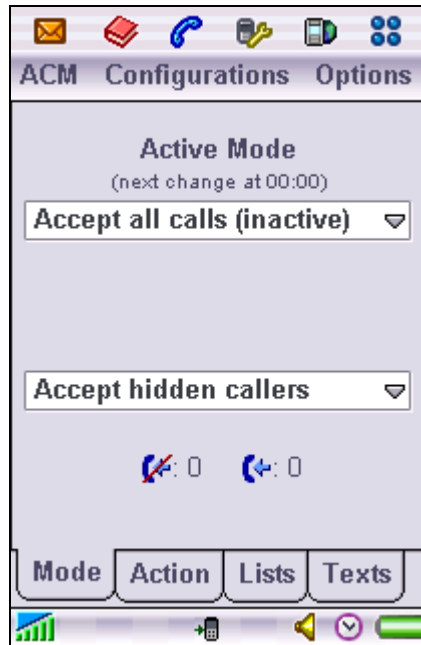 ACM Configurations Options
Active Mode
(next change at 00:00)
Accept all calls (inactive)
Accept hidden callers
: 0 : 0
Mode Action Lists Texts